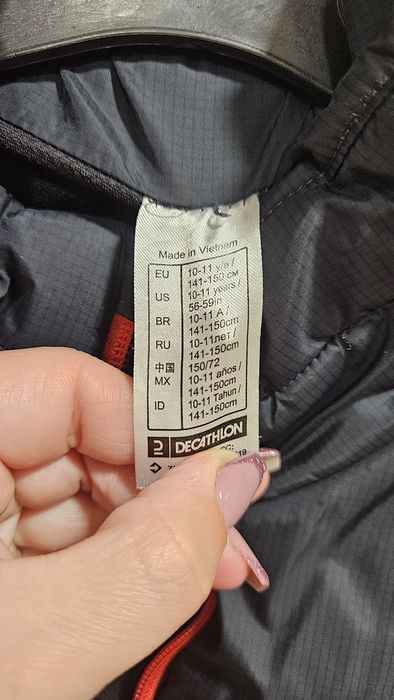 Made in Vietnam
EU 10-11 y/a /
141-150 см
US 10-11 years /
56-59in
BR 10-11 A /
141-150cm
RU 10-11лет /
141-150cm
中国 150/72
MX 10-11 años /
141-150cm
ID 10-11 Tahun /
141-150cm
DECATHLON